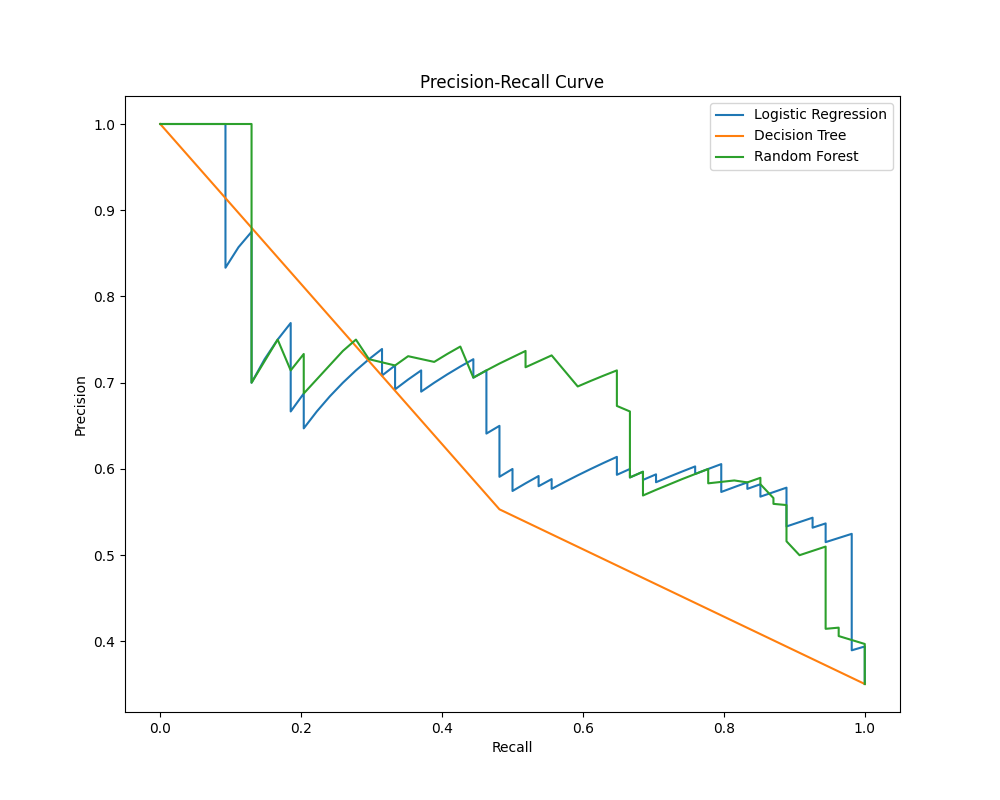 Precision-Recall Curve
Logistic Regression
Decision Tree
Random Forest
Precision
1.0
0.9
0.8
0.7
0.6
0.5
0.4
0.0 0.2 0.4 0.6 0.8 1.0
Recall